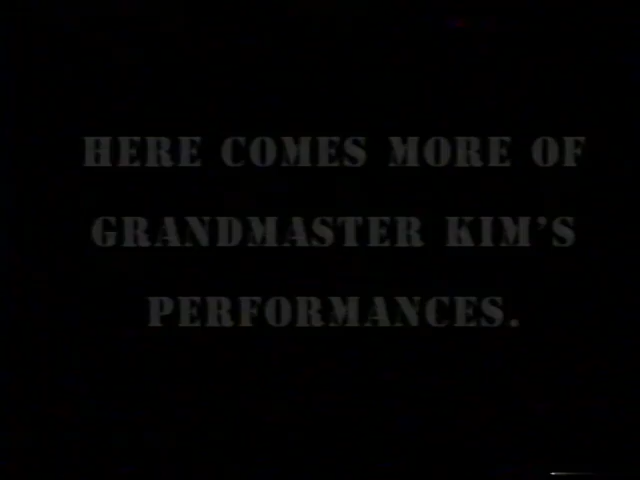 HERE COMES MORE OF
GRANDMASTER KIM'S
PERFORMANCES.